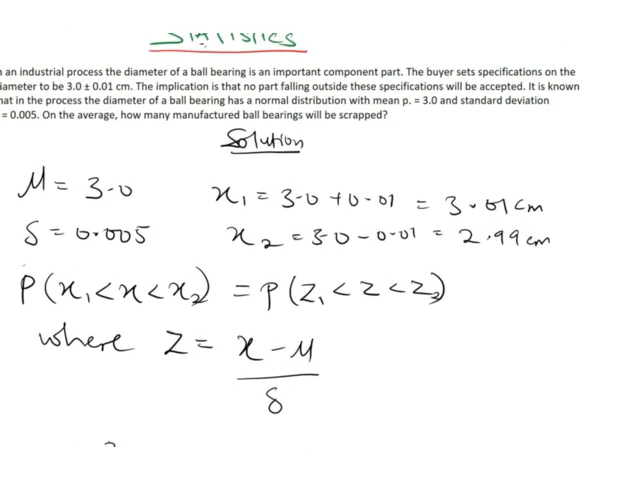 STATISTICS
n an industrial process the diameter of a ball bearing is an important component part. The buyer sets specifications on the
iameter to be 3.0 ± 0.01 cm. The implication is that no part falling outside these specifications will be accepted. It is known
hat in the process the diameter of a ball bearing has a normal distribution with mean p. = 3.0 and standard deviation
= 0.005. On the average, how many manufactured ball bearings will be scrapped?
Solution
M = 3.0 x₁ = 3.0 + 0.01 = 3.01 cm
δ = 0.005 x₂ = 3.0 - 0.01 = 2.99 cm
P(x₁ < x < x₂) = P(Z₁ < Z < Z₂)
where Z = x - M
δ